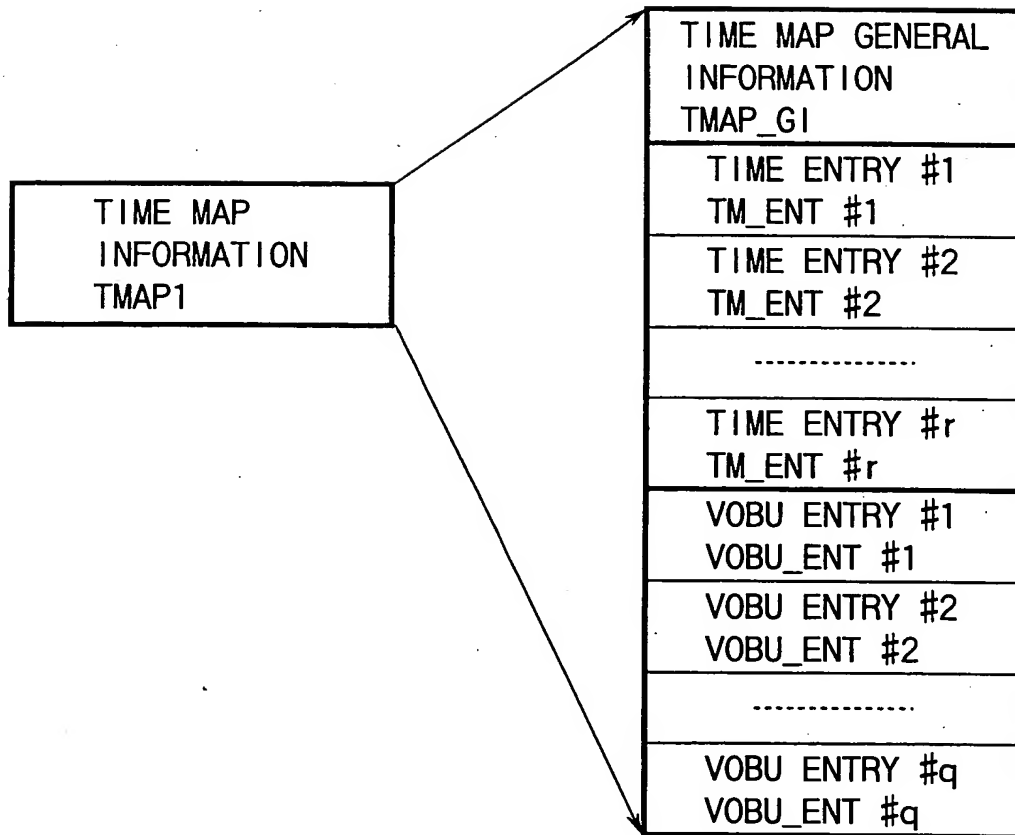 TIME MAP
INFORMATION
TMAP1
TIME MAP GENERAL
INFORMATION
TMAP_GI
TIME ENTRY #1
TM_ENT #1
TIME ENTRY #2
TM_ENT #2
TIME ENTRY #r
TM_ENT #r
VOBU ENTRY #1
VOBU_ENT #1
VOBU ENTRY #2
VOBU_ENT #2
VOBU ENTRY #q
VOBU_ENT #q